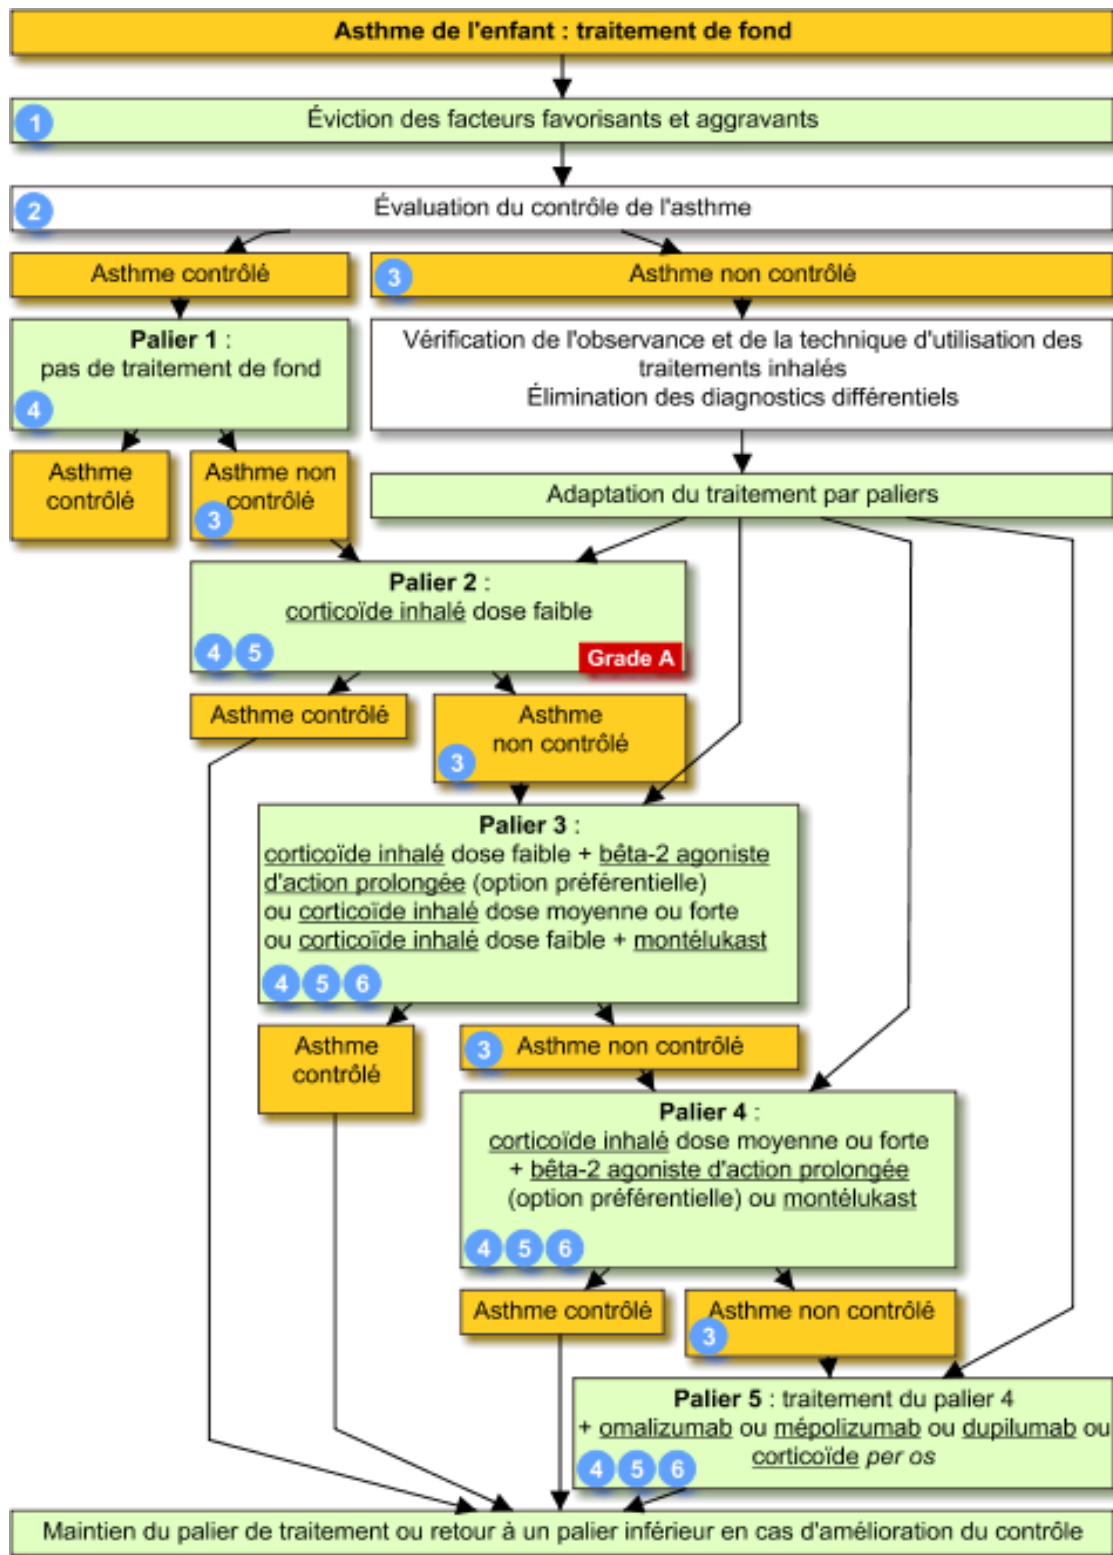 Asthme de l'enfant : traitement de fond
1
Éviction des facteurs favorisants et aggravants
2
Évaluation du contrôle de l'asthme
Asthme contrôlé
3
Asthme non contrôlé
Palier 1 :
pas de traitement de fond
4
Vérification de l'observance et de la technique d'utilisation des
traitements inhalés
Élimination des diagnostics différentiels
Asthme
contrôlé
Asthme non
contrôlé
3
Adaptation du traitement par paliers
Palier 2 :
corticoïde inhalé dose faible
4 5
Grade A
Asthme contrôlé
Asthme
non contrôlé
3
Palier 3 :
corticoïde inhalé dose faible + bêta-2 agoniste
d'action prolongée (option préférentielle)
ou corticoïde inhalé dose moyenne ou forte
ou corticoïde inhalé dose faible + montélukast
4 5 6
Asthme
contrôlé
3
Asthme non contrôlé
Palier 4 :
corticoïde inhalé dose moyenne ou forte
+ bêta-2 agoniste d'action prolongée
(option préférentielle) ou montélukast
4 5 6
Asthme contrôlé
Asthme non contrôlé
3
Palier 5 : traitement du palier 4
+ omalizumab ou mépolizumab ou dupilumab ou
corticoïde per os
4 5 6
Maintien du palier de traitement ou retour à un palier inférieur en cas d'amélioration du contrôle